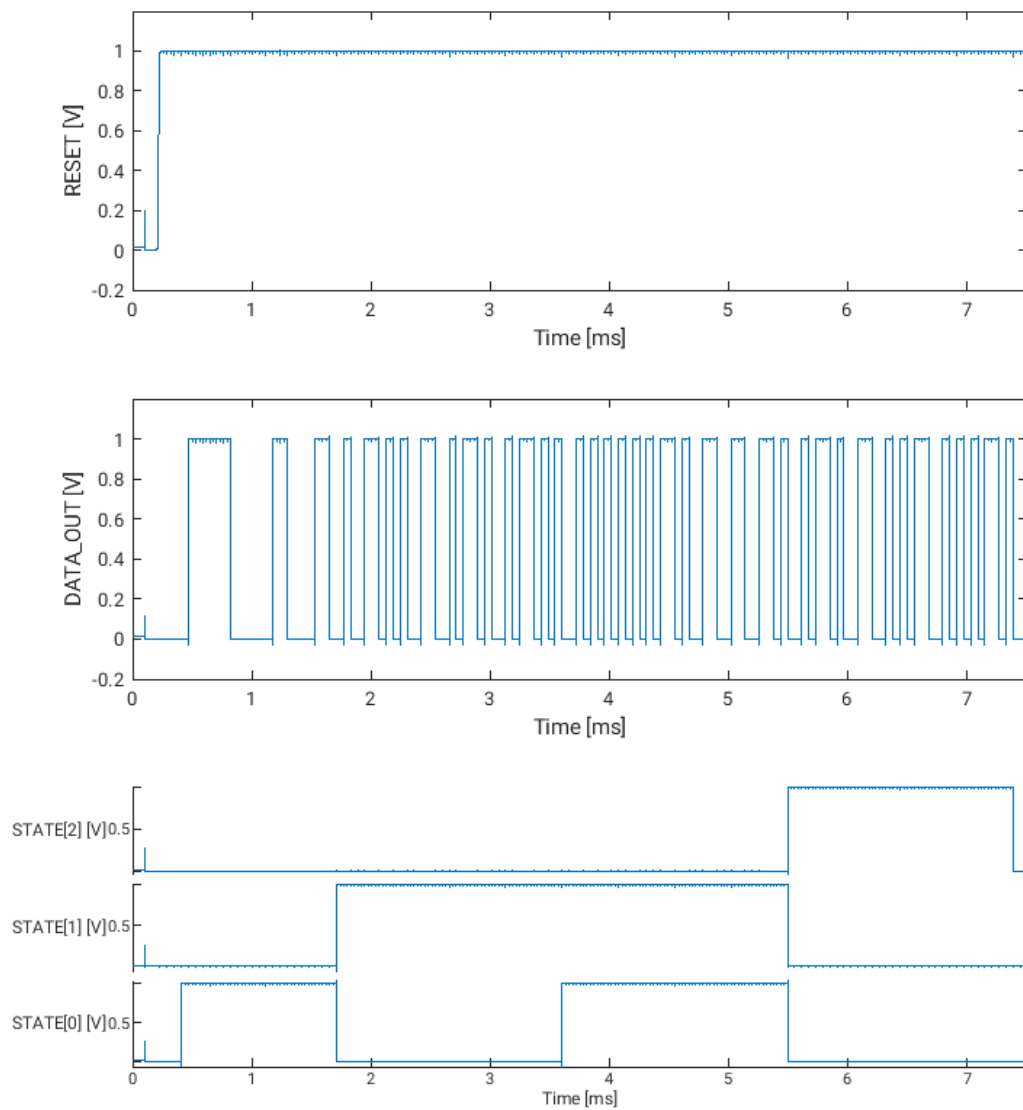 1
0.8
0.6
0.4
0.2
0
-0.2
RESET [V]
0 1 2 3 4 5 6 7
Time [ms]
1
0.8
0.6
0.4
0.2
0
-0.2
DATA_OUT [V]
0 1 2 3 4 5 6 7
Time [ms]
STATE[2] [V] 0.5
STATE[1] [V] 0.5
STATE[0] [V] 0.5
0 1 2 3 4 5 6 7
Time [ms]